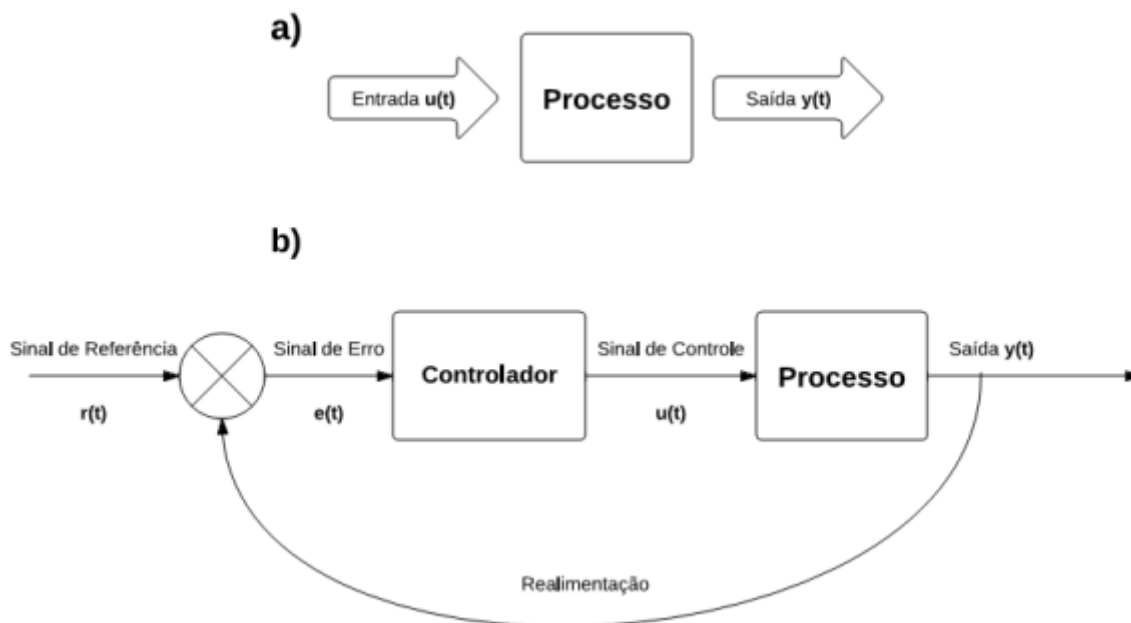 a)
Entrada u(t)
Processo
Saída y(t)
b)
Sinal de Referência
Sinal de Erro
Controlador
Sinal de Controle
Processo
Saída y(t)
r(t)
e(t)
u(t)
Realimentação